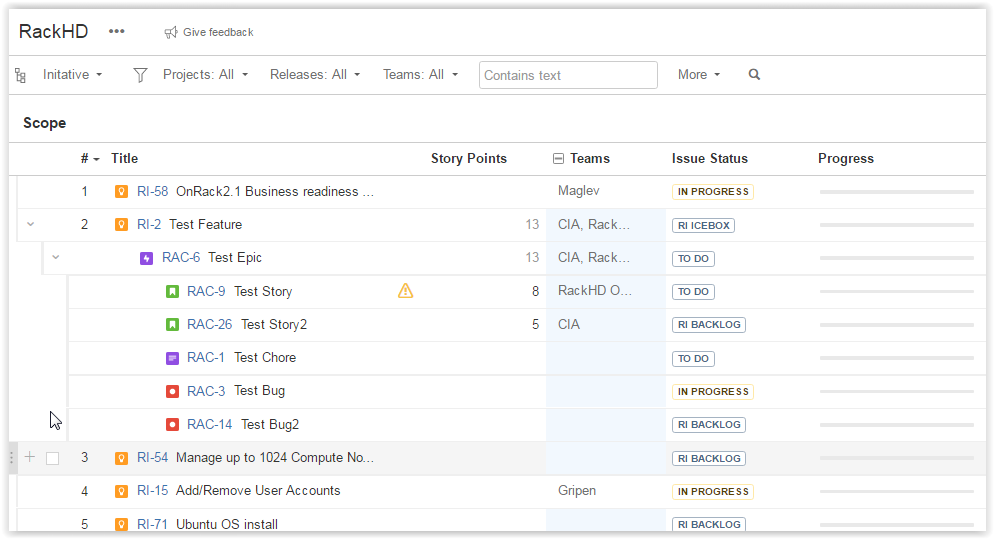 RackHD ••• Give feedback
Initative Projects: All Releases: All Teams: All Contains text More
Scope
# Title Story Points Teams Issue Status Progress
1 RI-58 OnRack2.1 Business readiness ... Maglev IN PROGRESS
2 RI-2 Test Feature 13 CIA, Rack... RI ICEBOX
RAC-6 Test Epic 13 CIA, Rack... TO DO
RAC-9 Test Story 8 RackHD O... TO DO
RAC-26 Test Story2 5 CIA RI BACKLOG
RAC-1 Test Chore TO DO
RAC-3 Test Bug IN PROGRESS
RAC-14 Test Bug2 RI BACKLOG
3 RI-54 Manage up to 1024 Compute No... RI BACKLOG
4 RI-15 Add/Remove User Accounts Gripen IN PROGRESS
5 RI-71 Ubuntu OS install RI BACKLOG